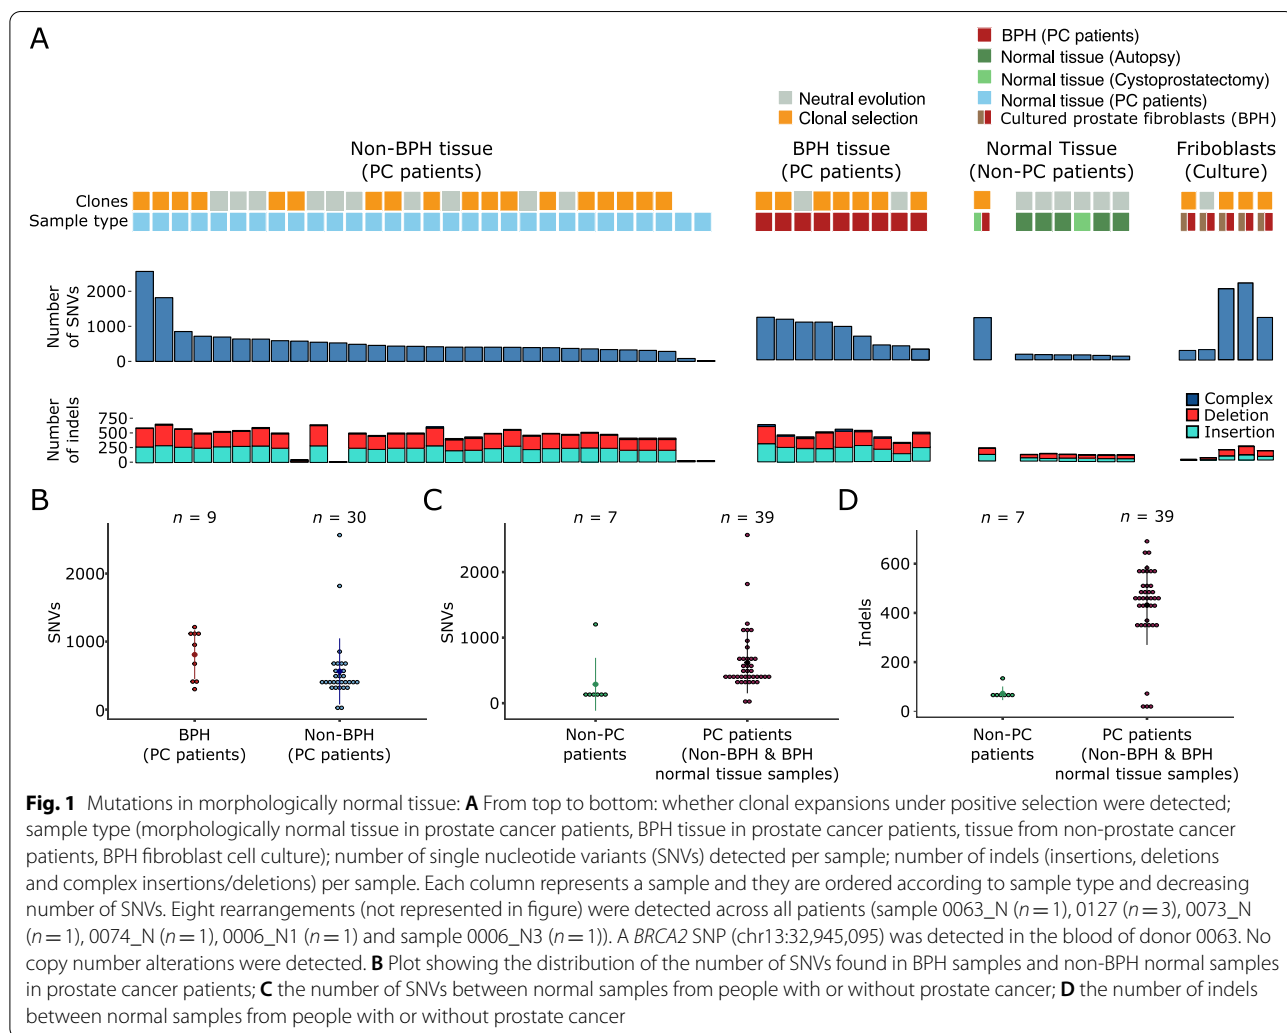 A
BPH (PC patients)
Normal tissue (Autopsy)
Normal tissue (Cystoprostatectomy)
Normal tissue (PC patients)
Cultured prostate fibroblasts (BPH)
Neutral evolution
Clonal selection
Non-BPH tissue
(PC patients)
BPH tissue
(PC patients)
Normal Tissue
(Non-PC patients)
Friboblasts
(Culture)
Clones
Sample type
Number
of SNVs
2000
1000
0
Number
of indels
750
500
250
0
Complex
Deletion
Insertion
B
n = 9
n = 30
SNVs
2000
1000
0
BPH
(PC patients)
Non-BPH
(PC patients)
C
n = 7
n = 39
SNVs
2000
1000
0
Non-PC
patients
PC patients
(Non-BPH & BPH
normal tissue samples)
D
n = 7
n = 39
Indels
600
400
200
0
Non-PC
patients
PC patients
(Non-BPH & BPH
normal tissue samples)
Fig. 1 Mutations in morphologically normal tissue: A From top to bottom: whether clonal expansions under positive selection were detected;
sample type (morphologically normal tissue in prostate cancer patients, BPH tissue in prostate cancer patients, tissue from non-prostate cancer
patients, BPH fibroblast cell culture); number of single nucleotide variants (SNVs) detected per sample; number of indels (insertions, deletions
and complex insertions/deletions) per sample. Each column represents a sample and they are ordered according to sample type and decreasing
number of SNVs. Eight rearrangements (not represented in figure) were detected across all patients (sample 0063_N (n = 1), 0127 (n = 3), 0073_N
(n = 1), 0074_N (n = 1), 0006_N1 (n = 1) and sample 0006_N3 (n = 1)). A BRCA2 SNP (chr13:32,945,095) was detected in the blood of donor 0063. No
copy number alterations were detected. B Plot showing the distribution of the number of SNVs found in BPH samples and non-BPH normal samples
in prostate cancer patients; C the number of SNVs between normal samples from people with or without prostate cancer; D the number of indels
between normal samples from people with or without prostate cancer